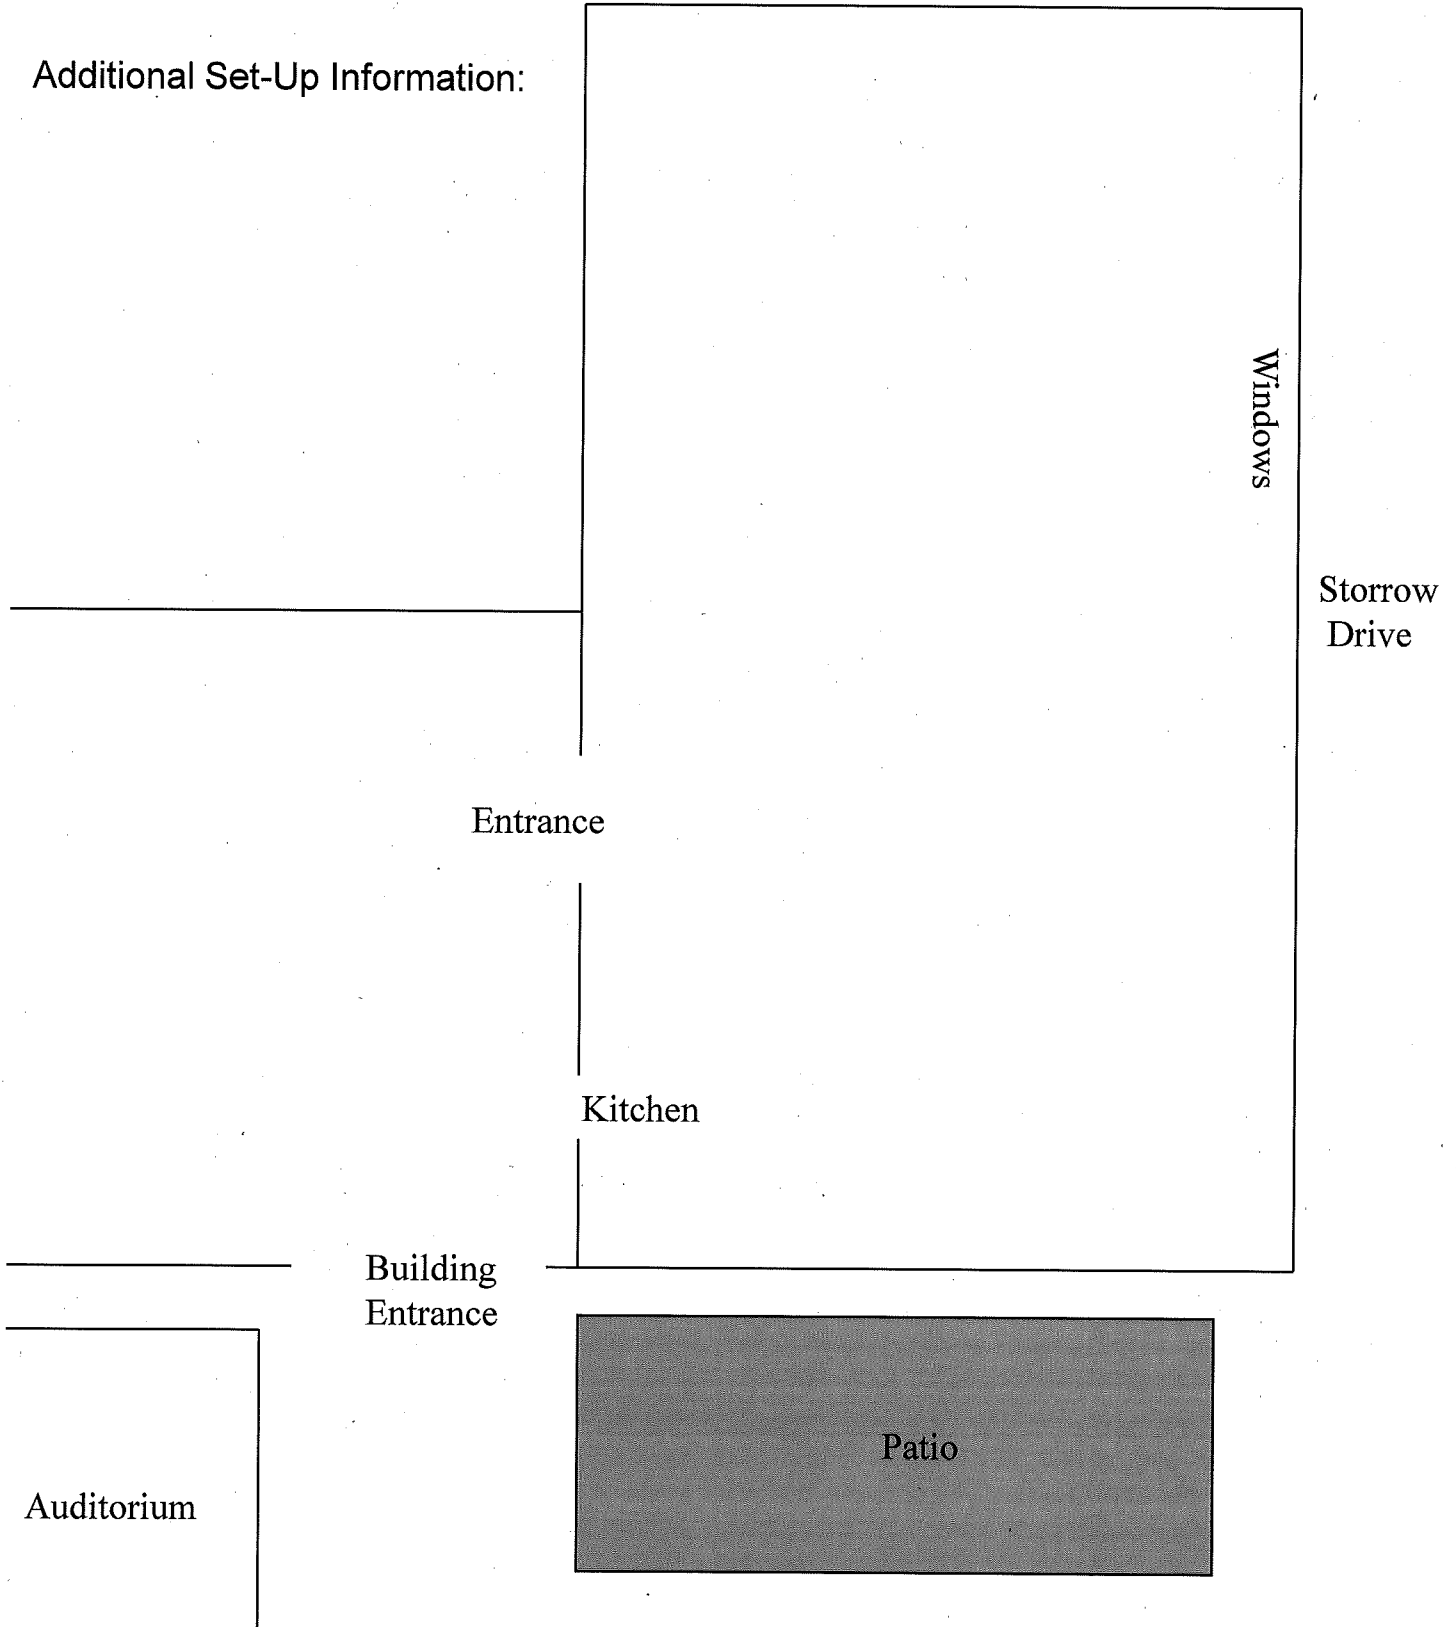 Additional Set-Up Information:
Windows
Storrow
Drive
Entrance
Kitchen
Building
Entrance
Patio
Auditorium